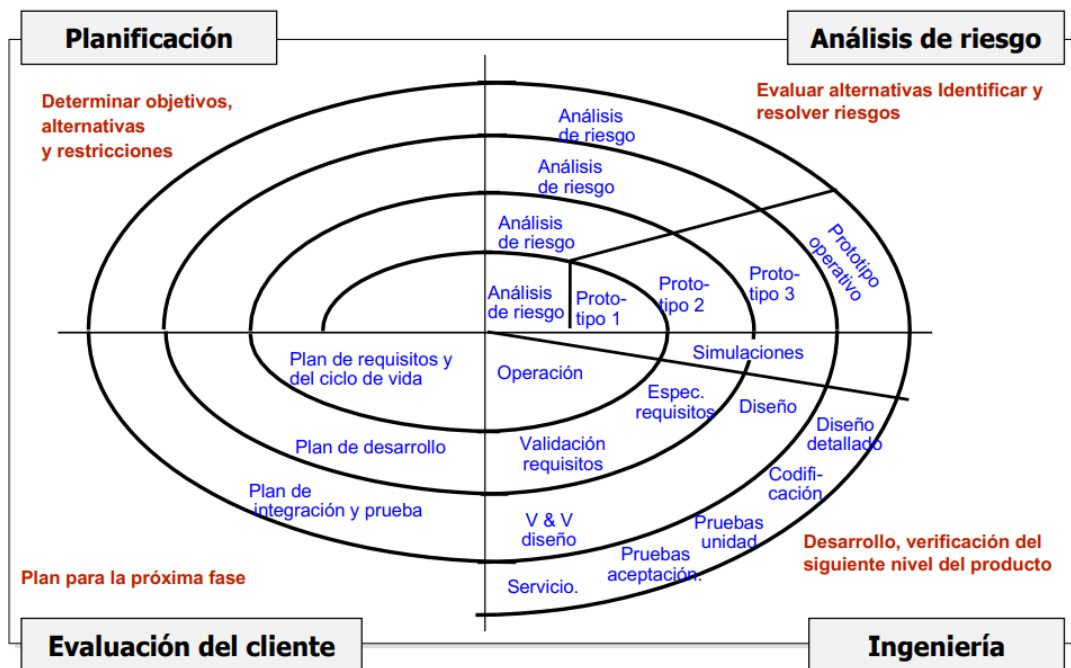 Planificación
Análisis de riesgo
Determinar objetivos,
alternativas
y restricciones
Evaluar alternativas Identificar y
resolver riesgos
Análisis
de riesgo
Análisis
de riesgo
Análisis
de riesgo
Análisis
de riesgo
Proto-
tipo 1
Proto-
tipo 2
Proto-
tipo 3
Prototipo
operativo
Simulaciones
Plan de requisitos y
del ciclo de vida
Operación
Espec.
requisitos
Diseño
Diseño
detallado
Plan de desarrollo
Validación
requisitos
Codifi-
cación
Plan de
integración y prueba
V & V
diseño
Pruebas
unidad
Pruebas
aceptación.
Servicio.
Desarrollo, verificación del
siguiente nivel del producto
Plan para la próxima fase
Evaluación del cliente
Ingeniería